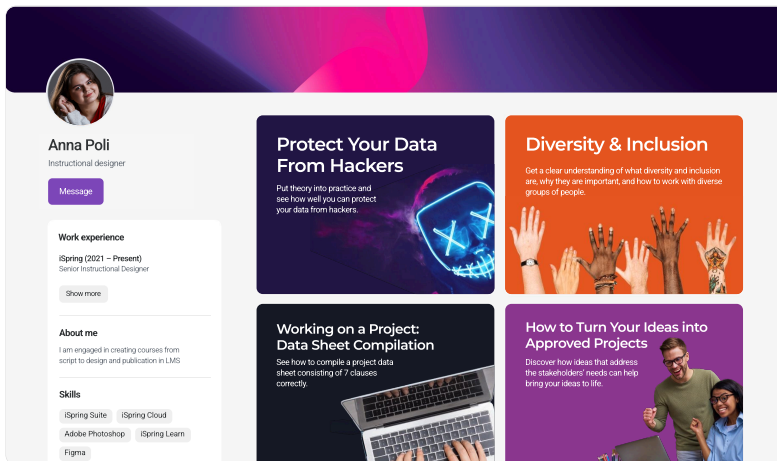 Anna Poli
Instructional designer
Message
Work experience
iSpring (2021 – Present)
Senior Instructional Designer
Show more
About me
I am engaged in creating courses from
script to design and publication in LMS
Skills
iSpring Suite
iSpring Cloud
Adobe Photoshop
iSpring Learn
Figma
Protect Your Data
From Hackers
Put theory into practice and
see how well you can protect
your data from hackers.
Diversity & Inclusion
Get a clear understanding of what diversity and inclusion
are, why they are important, and how to work with diverse
groups of people.
Working on a Project:
Data Sheet Compilation
See how to compile a project data
sheet consisting of 7 clauses
correctly.
How to Turn Your Ideas into
Approved Projects
Discover how ideas that address
the stakeholders' needs can help
bring your ideas to life.